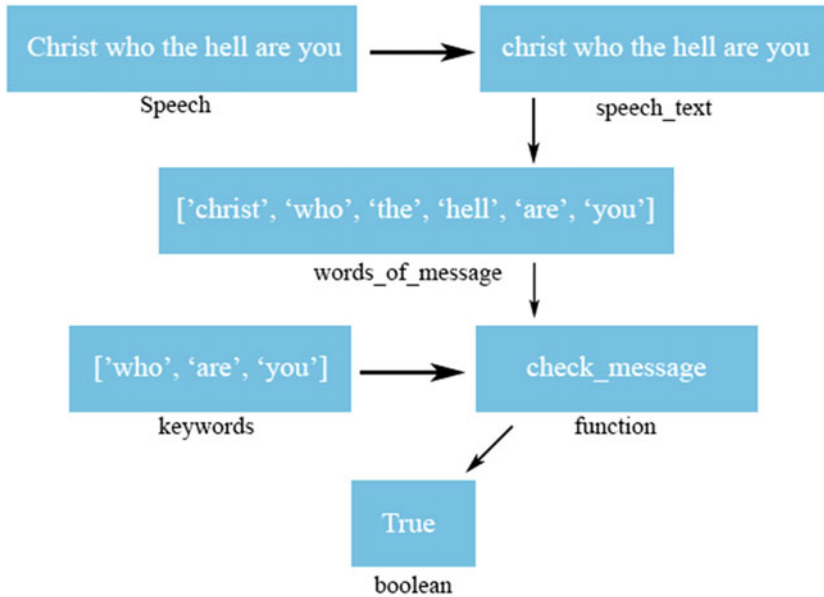 Christ who the hell are you
Speech
christ who the hell are you
speech_text
[’christ’, ‘who’, ‘the’, ‘hell’, ‘are’, ‘you’]
words_of_message
[’who’, ‘are’, ‘you’]
keywords
check_message
function
True
boolean